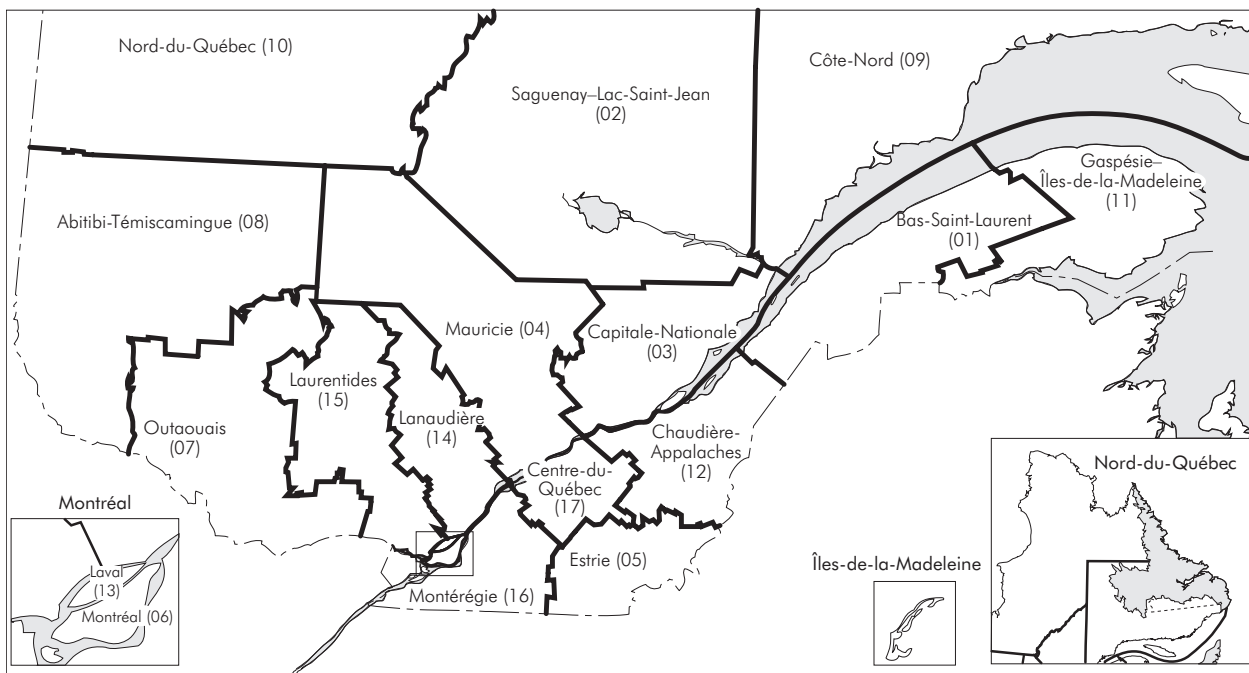 Nord-du-Québec (10)
Côte-Nord (09)
Saguenay–Lac-Saint-Jean
(02)
Gaspésie–
Îles-de-la-Madeleine
(11)
Abitibi-Témiscamingue (08)
Bas-Saint-Laurent
(01)
Mauricie (04)
Capitale-Nationale
(03)
Laurentides
(15)
Lanaudière
(14)
Outaouais
(07)
Chaudière-
Appalaches
(12)
Centre-du-
Québec
(17)
Estrie (05)
Montérégie (16)
Montréal
Laval
(13)
Montréal (06)
Îles-de-la-Madeleine
Nord-du-Québec